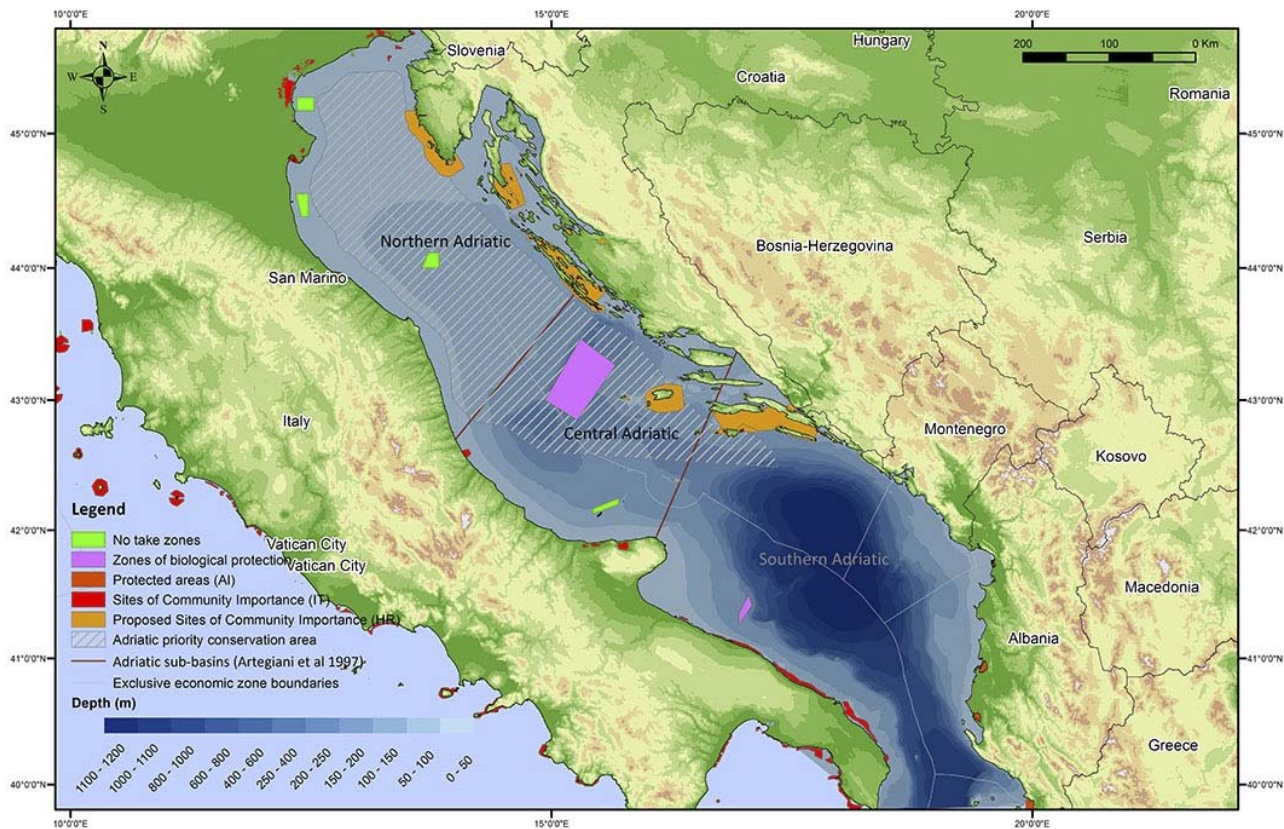 10°0'0"E
15°0'0"E
20°0'0"E
N
W E
S
Slovenia
Hungary
200 100 0 Km
Croatia
Romania
45°0'0"N
45°0'0"N
Northern Adriatic
Bosnia-Herzegovina
Serbia
44°0'0"N
San Marino
44°0'0"N
43°0'0"N
Italy
Central Adriatic
Montenegro
43°0'0"N
Kosovo
Legend
42°0'0"N
42°0'0"N
No take zones
Vatican City
Zones of biological protection
Vatican City
Southern Adriatic
Protected areas (Al)
Macedonia
Sites of Community Importance (IT)
Proposed Sites of Community Importance (HR)
Adriatic priority conservation area
Albania
41°0'0"N
Adriatic sub-basins (Artegiani et al 1997)
41°0'0"N
Exclusive economic zone boundaries
Depth (m)
Greece
1100 - 1200
1000 - 1100
800 - 1000
600 - 800
400 - 600
250 - 400
200 - 250
150 - 200
100 - 150
50 - 100
0 - 50
40°0'0"N
40°0'0"N
10°0'0"E
15°0'0"E
20°0'0"E